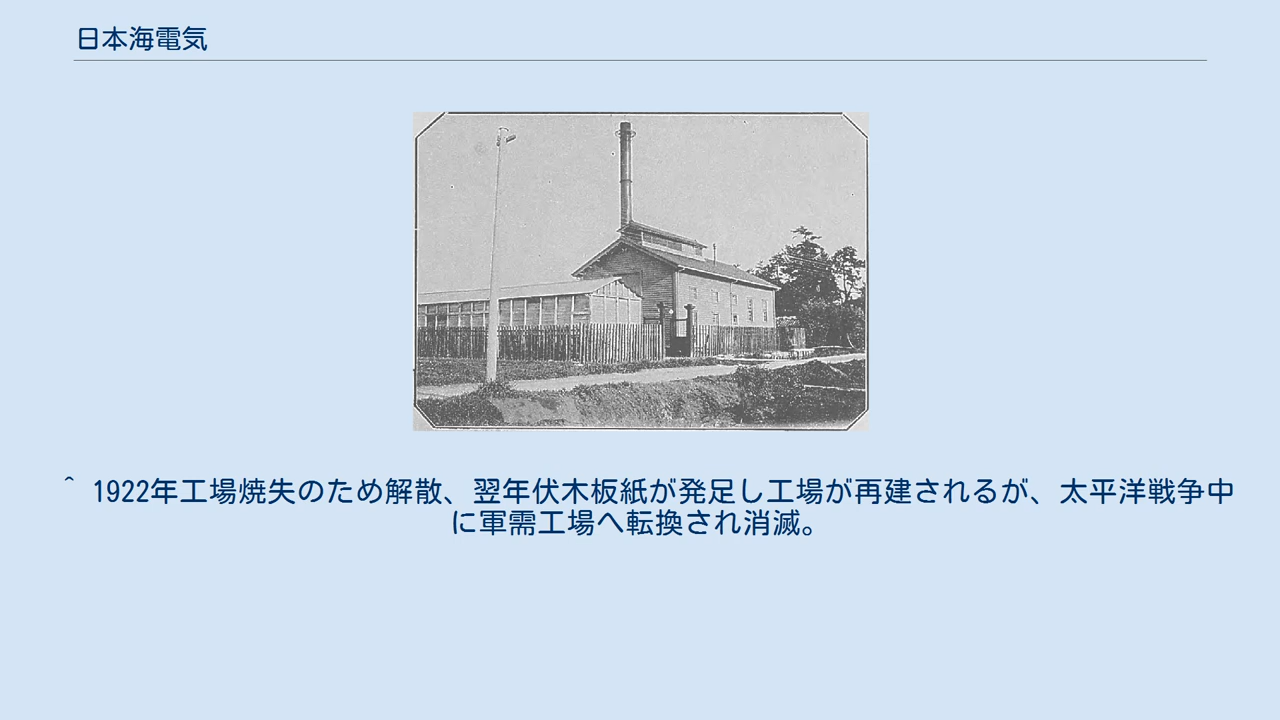 日本海電気
^ 1922年工場焼失のため解散、翌年伏木板紙が発足し工場が再建されるが、太平洋戦争中
に軍需工場へ転換され消滅。